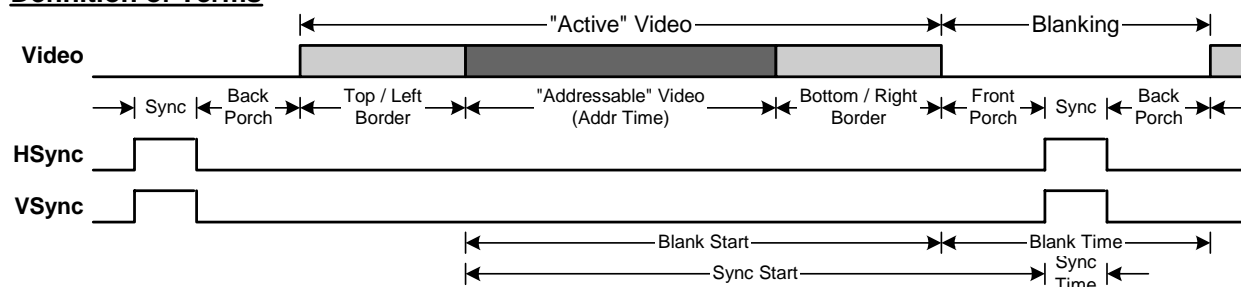 Definition of Terms
"Active" Video Blanking
Video
Sync Back Top / Left "Addressable" Video Bottom / Right Front Sync Back
Porch Border (Addr Time) Border Porch Porch
HSync
VSync
Blank Start Blank Time
Sync Start Sync
Time